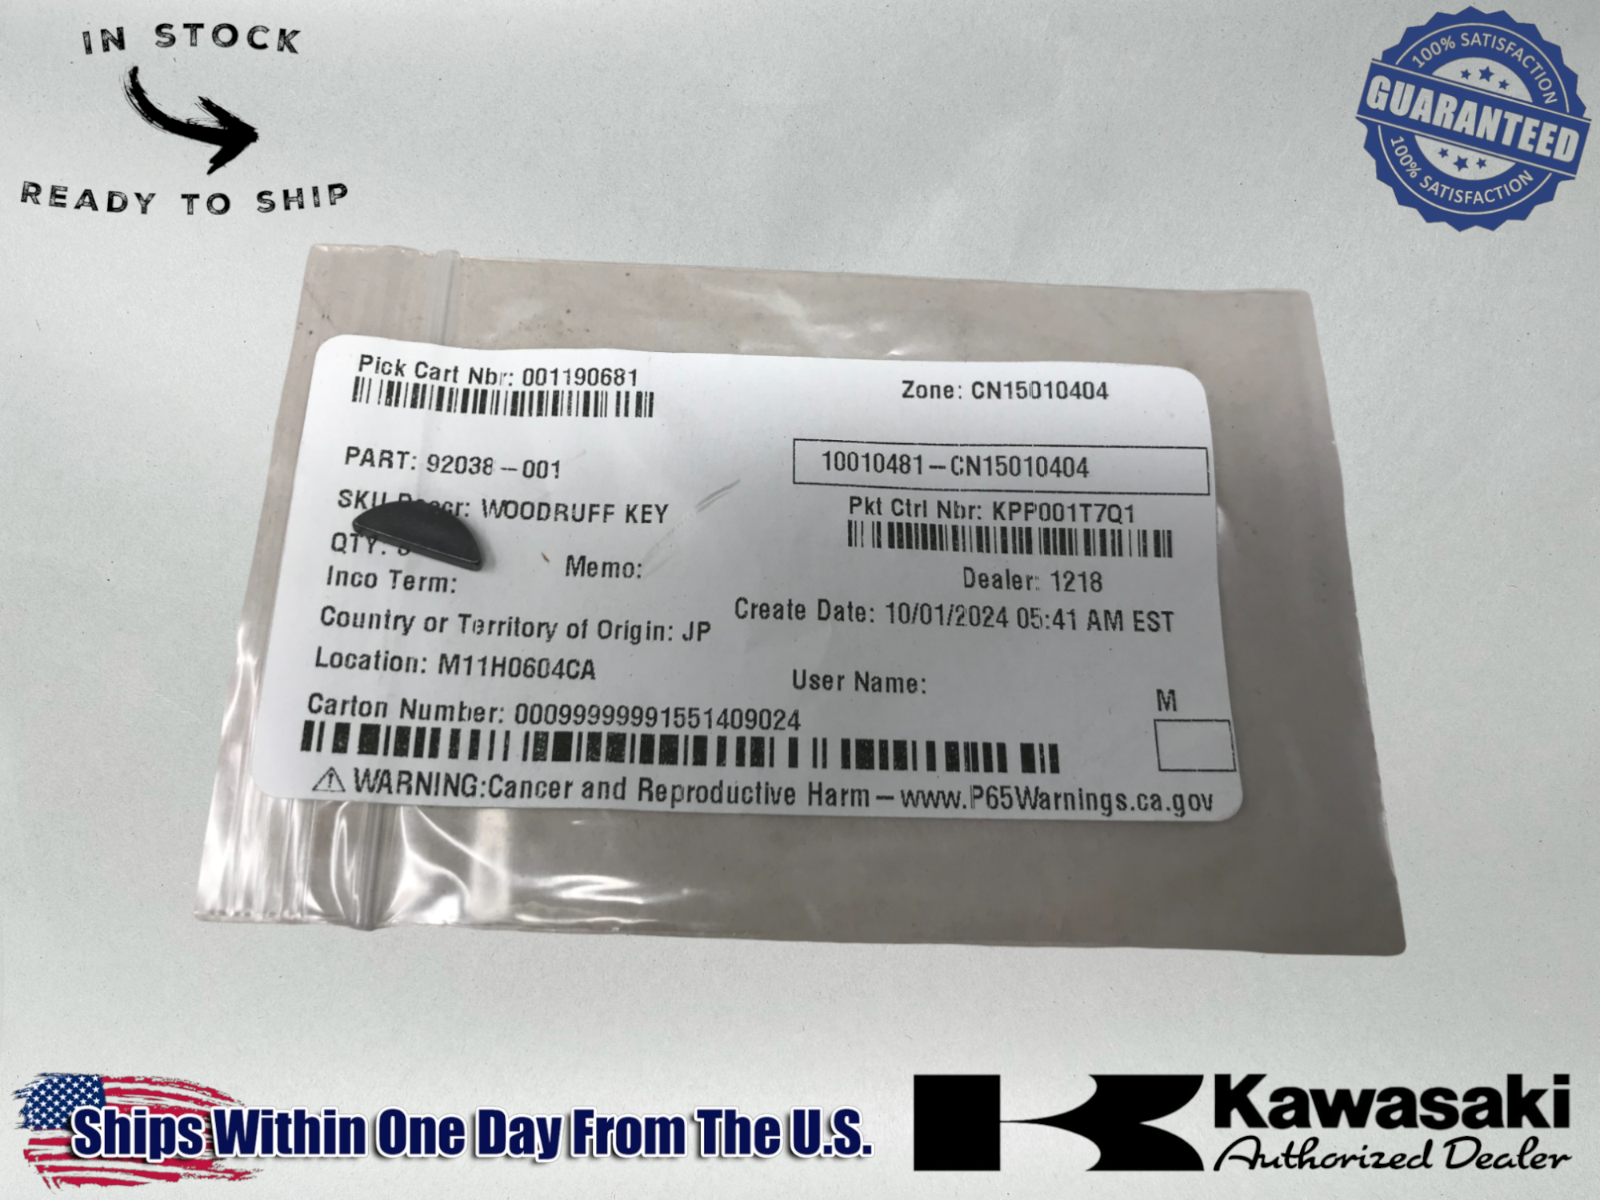 IN STOCK
READY TO SHIP
100% SATISFACTION
GUARANTEED
100% SATISFACTION
Pick Cart Nbr: 001190681
Zone: CN15010404
PART: 92038-001
10010481-CN15010404
SKU Descr: WOODRUFF KEY
Pkt Ctrl Nbr: KPP001T7Q1
QTY:
Memo:
Dealer: 1218
Inco Term:
Create Date: 10/01/2024 05:41 AM EST
Country or Territory of Origin: JP
Location: M11H0604CA
User Name:
M
Carton Number: 00099999991551409024
⚠ WARNING:Cancer and Reproductive Harm-www.P65Warnings.ca.gov
Ships Within One Day From The U.S.
Kawasaki
Authorized Dealer